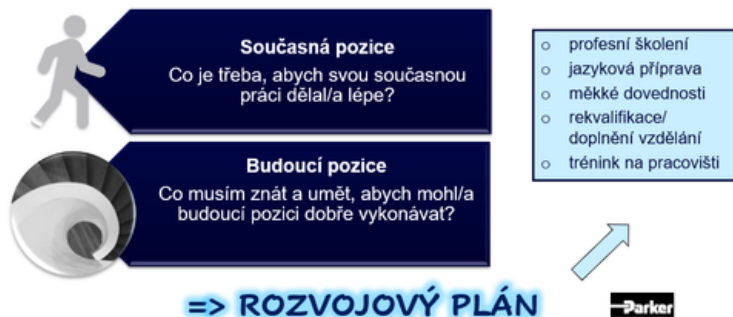 Současná pozice
Co je třeba, abych svou současnou
práci dělal/a lépe?
Budoucí pozice
Co musím znát a umět, abych mohl/a
budoucí pozici dobře vykonávat?
o profesní školení
o jazyková příprava
o měkké dovednosti
o rekvalifikace/
doplnění vzdělání
o trénink na pracovišti
=> ROZVOJOVÝ PLÁN
Parker